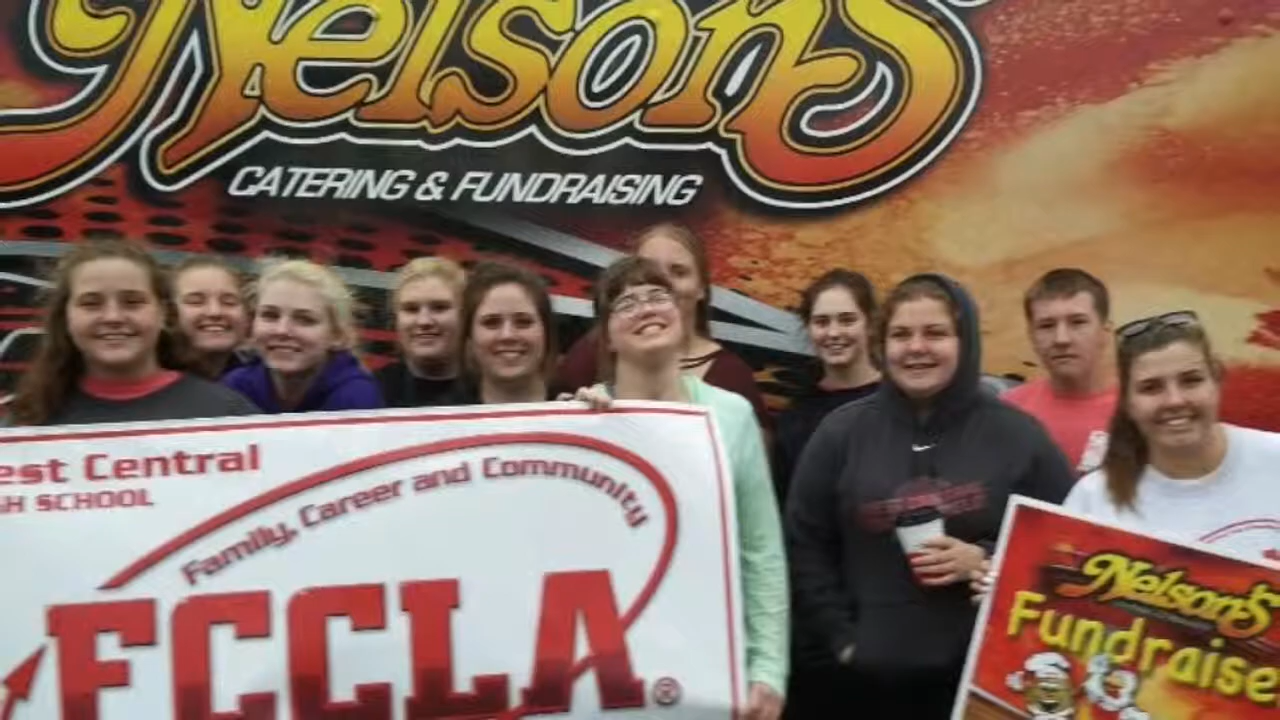 Nelson's
CATERING & FUNDRAISING
est Central
H SCHOOL
Family, Career and Community
FCCLA®
Nelson's
Fundraise